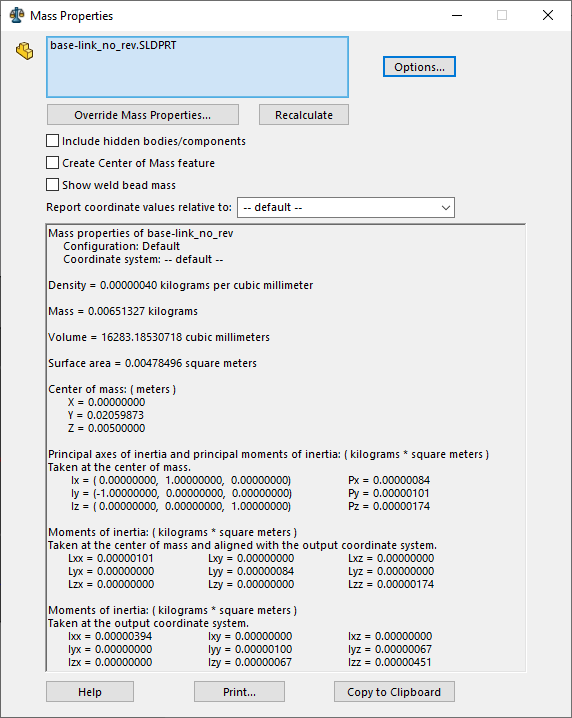 Mass Properties
base-link_no_rev.SLDPRT
Options...
Override Mass Properties...
Recalculate
Include hidden bodies/components
Create Center of Mass feature
Show weld bead mass
Report coordinate values relative to: -- default --
Mass properties of base-link_no_rev
Configuration: Default
Coordinate system: -- default --
Density = 0.00000040 kilograms per cubic millimeter
Mass = 0.00651327 kilograms
Volume = 16283.18530718 cubic millimeters
Surface area = 0.00478496 square meters
Center of mass: ( meters )
X = 0.00000000
Y = 0.02059873
Z = 0.00500000
Principal axes of inertia and principal moments of inertia: ( kilograms * square meters )
Taken at the center of mass.
Ix = ( 0.00000000, 1.00000000, 0.00000000) Px = 0.00000084
Iy = (-1.00000000, 0.00000000, 0.00000000) Py = 0.00000101
Iz = ( 0.00000000, 0.00000000, 1.00000000) Pz = 0.00000174
Moments of inertia: ( kilograms * square meters )
Taken at the center of mass and aligned with the output coordinate system.
Lxx = 0.00000101 Lxy = 0.00000000 Lxz = 0.00000000
Lyx = 0.00000000 Lyy = 0.00000084 Lyz = 0.00000000
Lzx = 0.00000000 Lzy = 0.00000000 Lzz = 0.00000174
Moments of inertia: ( kilograms * square meters )
Taken at the output coordinate system.
Ixx = 0.00000394 Ixy = 0.00000000 Ixz = 0.00000000
Iyx = 0.00000000 Iyy = 0.00000100 Iyz = 0.00000067
Izx = 0.00000000 Izy = 0.00000067 Izz = 0.00000451
Help
Print...
Copy to Clipboard